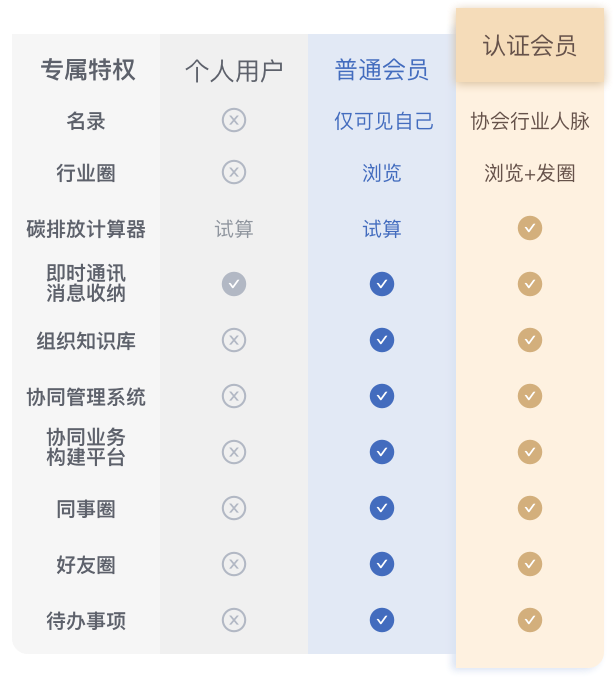 专属特权 个人用户 普通会员 认证会员
名录 仅可见自己 协会行业人脉
行业圈 浏览 浏览+发圈
碳排放计算器 试算 试算
即时通讯
消息收纳
组织知识库
协同管理系统
协同业务
构建平台
同事圈
好友圈
待办事项